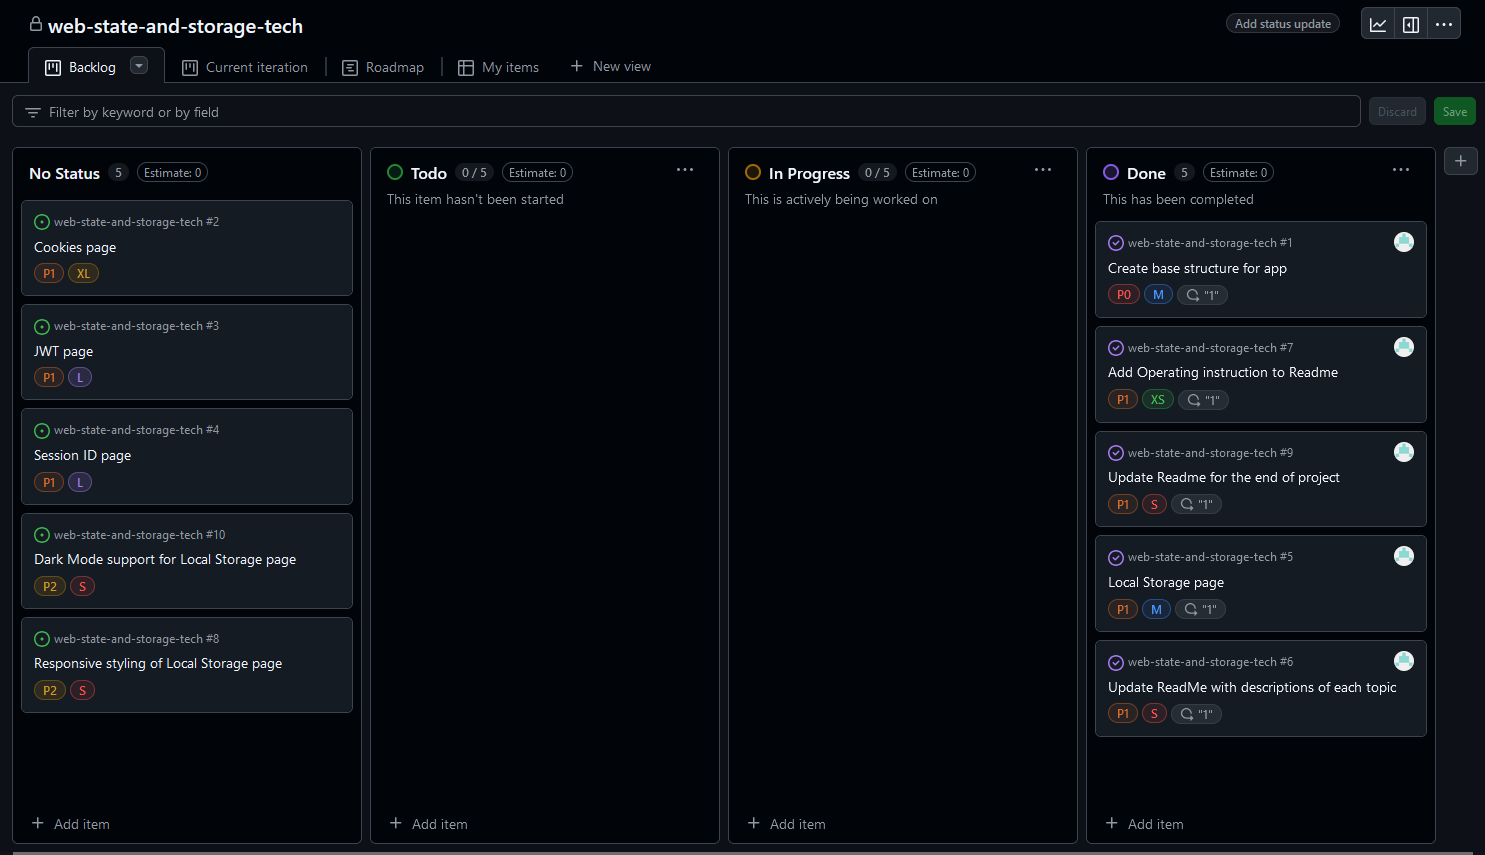 web-state-and-storage-tech
Add status update
Backlog
Current iteration
Roadmap
My items
New view
Filter by keyword or by field
Discard
Save
No Status 5 Estimate: 0
web-state-and-storage-tech #2
Cookies page
P1 XL
web-state-and-storage-tech #3
JWT page
P1 L
web-state-and-storage-tech #4
Session ID page
P1 L
web-state-and-storage-tech #10
Dark Mode support for Local Storage page
P2 S
web-state-and-storage-tech #8
Responsive styling of Local Storage page
P2 S
Add item
Todo 0 / 5 Estimate: 0
This item hasn't been started
Add item
In Progress 0 / 5 Estimate: 0
This is actively being worked on
Add item
Done 5 Estimate: 0
This has been completed
web-state-and-storage-tech #1
Create base structure for app
P0 M "1"
web-state-and-storage-tech #7
Add Operating instruction to Readme
P1 XS "1"
web-state-and-storage-tech #9
Update Readme for the end of project
P1 S "1"
web-state-and-storage-tech #5
Local Storage page
P1 M "1"
web-state-and-storage-tech #6
Update ReadMe with descriptions of each topic
P1 S "1"
Add item